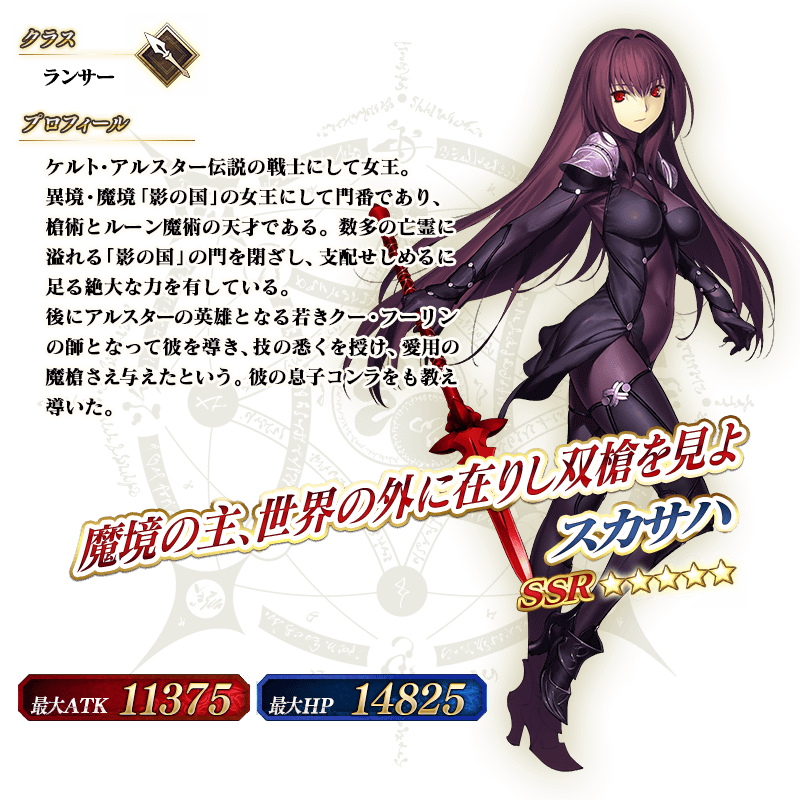 クラス
ランサー
プロフィール
ケルト・アルスター伝説の戦士にして女王。
異境・魔境「影の国」の女王にして門番であり、
槍術とルーン魔術の天才である。数多の亡霊に
溢れる「影の国」の門を閉ざし、支配せしめるに
足る絶大な力を有している。
後にアルスターの英雄となる若きクー・フーリン
の師となって彼を導き、技の悉くを授け、愛用の
魔槍さえ与えたという。彼の息子コンラをも教え
導いた。
魔境の主、世界の外に在りし双槍を見よ
スカサハ
SSR ★★★★★
最大ATK 11375
最大HP 14825